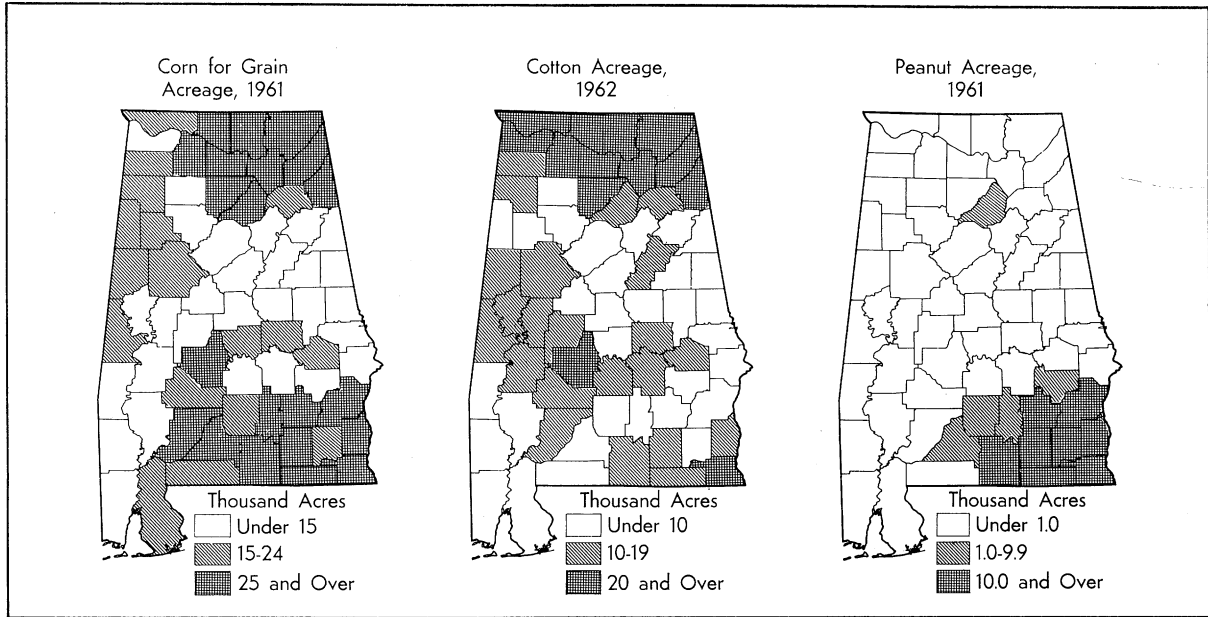 Corn for Grain
Acreage, 1961
Thousand Acres
Under 15
15-24
25 and Over
Cotton Acreage,
1962
Thousand Acres
Under 10
10-19
20 and Over
Peanut Acreage,
1961
Thousand Acres
Under 1.0
1.0-9.9
10.0 and Over